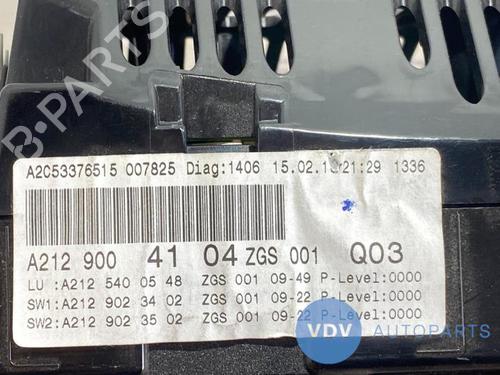 A2C53376515 007825 Diag:1406 15.02.13 21:29 1336
A212 900 41 04 ZGS 001 Q03
LU :A212 540 05 48 ZGS 001 09-49 P-Level:0000
SW1:A212 902 34 02 ZGS 001 09-22 P-Level:0000
SW2:A212 902 35 02 ZGS 001 09-22 P-Level:0000
B-PARTS
VDV AUTOPARTS